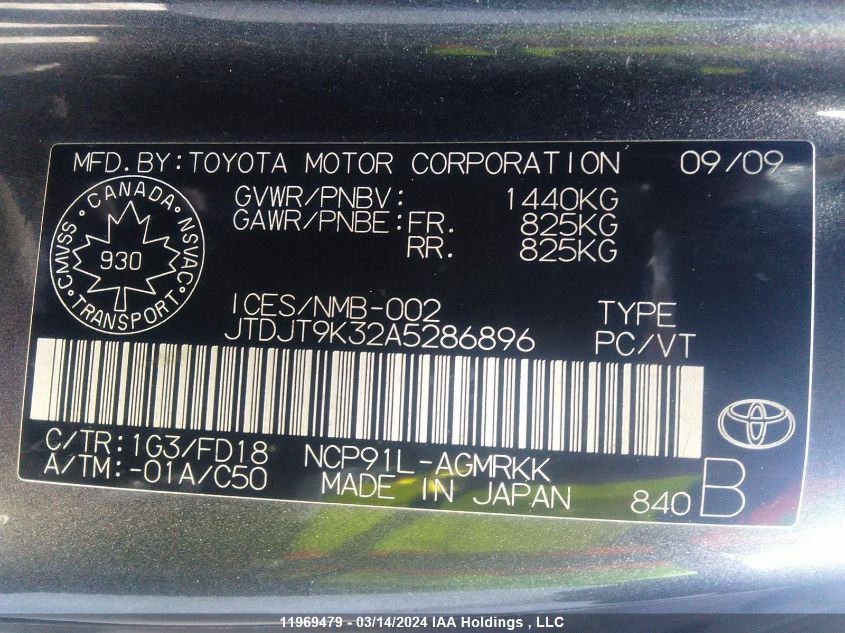 MFD. BY: TOYOTA MOTOR CORPORATION 09/09
CANADA
CMVSS 930 NSVAC
TRANSPORT
GVWR/PNBV: 1440KG
GAWR/PNBE: FR. 825KG
RR. 825KG
ICES/NMB-002 TYPE
JTDJT9K32A5286896 PC/VT
C/TR: 1G3/FD18 NCP91L-AGMRKK
A/TM: -01A/C50 MADE IN JAPAN 840 B
11969479 - 03/14/2024 IAA Holdings , LLC